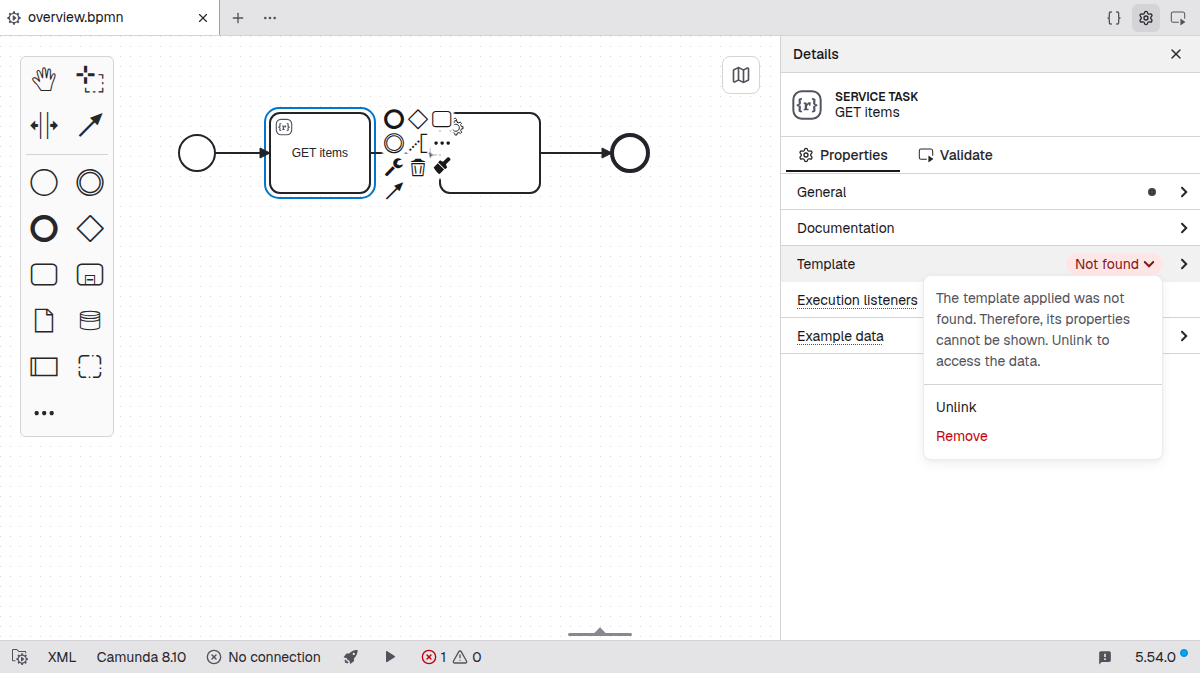 overview.bpmn
Details
SERVICE TASK
GET items
{r}
GET items
Properties
Validate
General
Documentation
Template
Not found
Execution listeners
Example data
The template applied was not
found. Therefore, its properties
cannot be shown. Unlink to
access the data.
Unlink
Remove
XML
Camunda 8.10
No connection
1
0
5.54.0